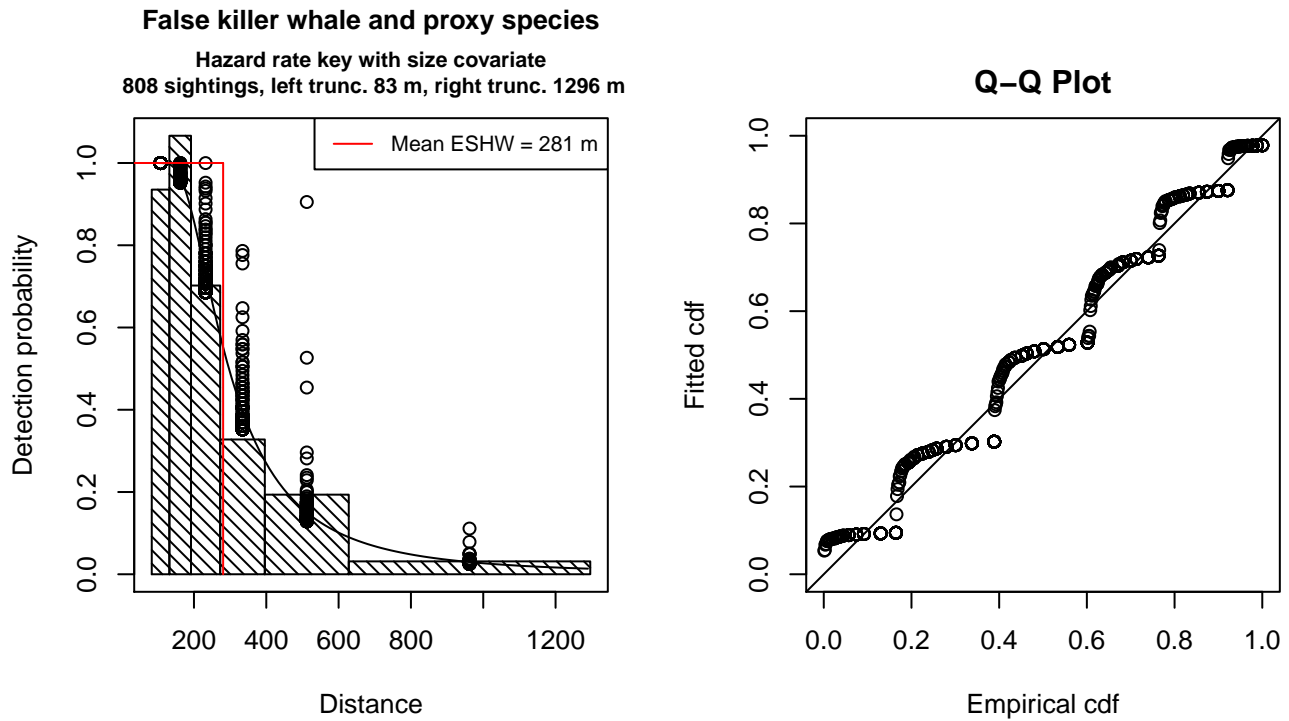 False killer whale and proxy species
Hazard rate key with size covariate
808 sightings, left trunc. 83 m, right trunc. 1296 m
Mean ESHW = 281 m
Detection probability
0.0 0.2 0.4 0.6 0.8 1.0
200 400 600 800 1200
Distance
Q−Q Plot
Fitted cdf
0.0 0.2 0.4 0.6 0.8 1.0
0.0 0.2 0.4 0.6 0.8 1.0
Empirical cdf